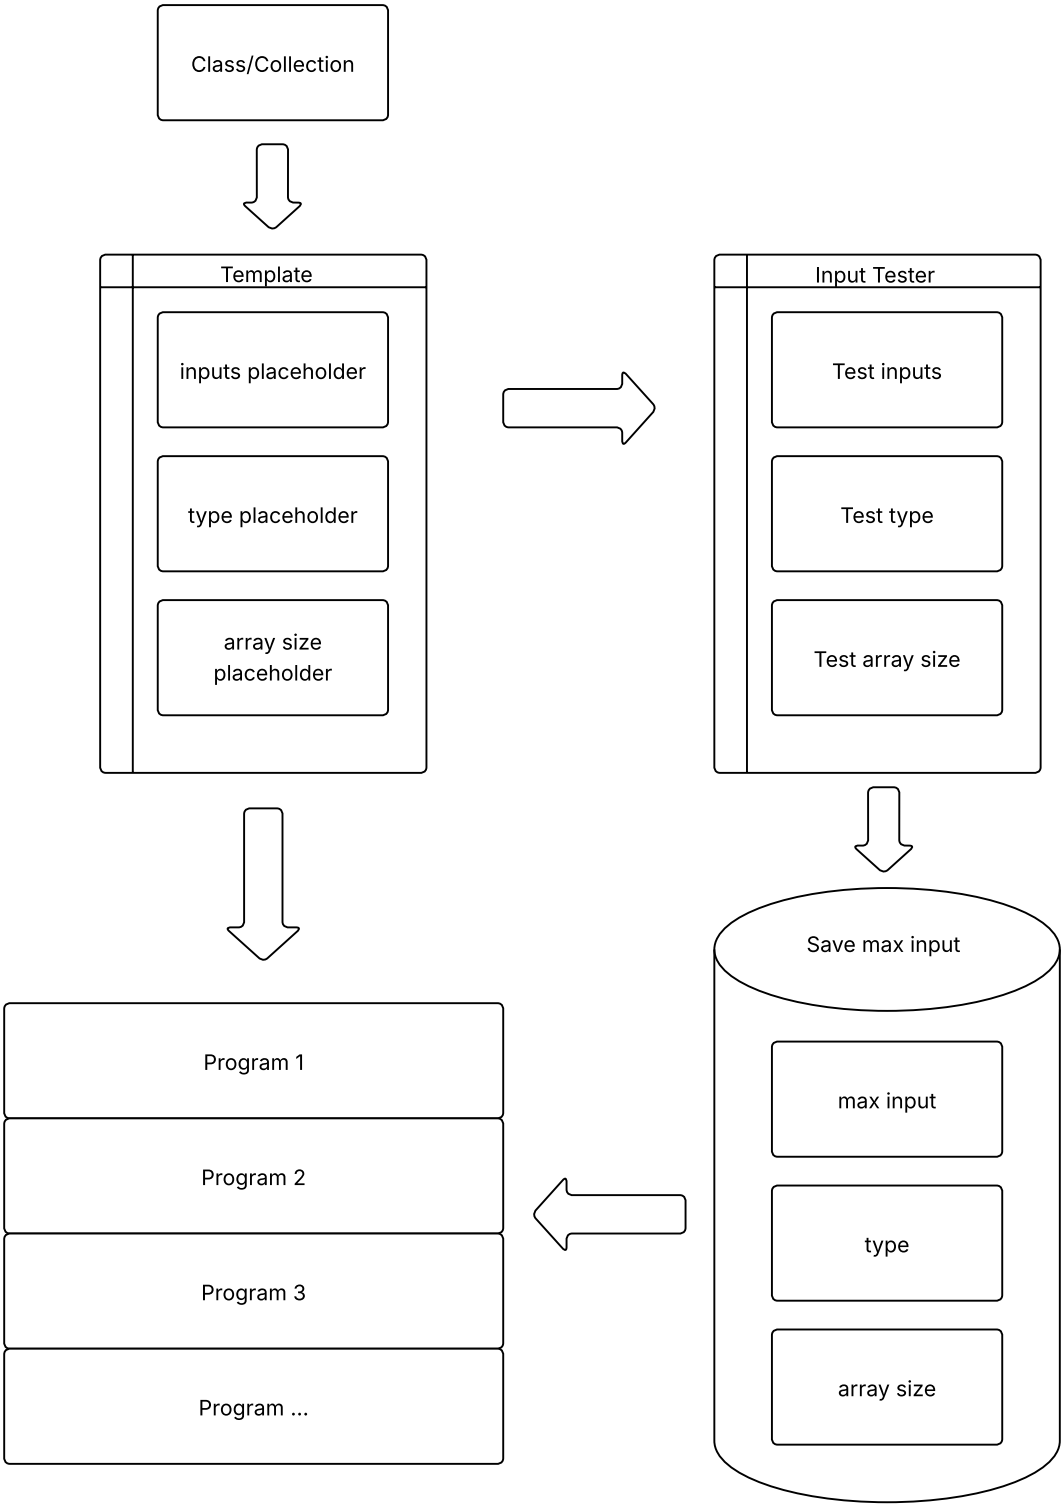 Class/Collection
Template
inputs placeholder
type placeholder
array size
placeholder
Input Tester
Test inputs
Test type
Test array size
Save max input
max input
type
array size
Program 1
Program 2
Program 3
Program ...